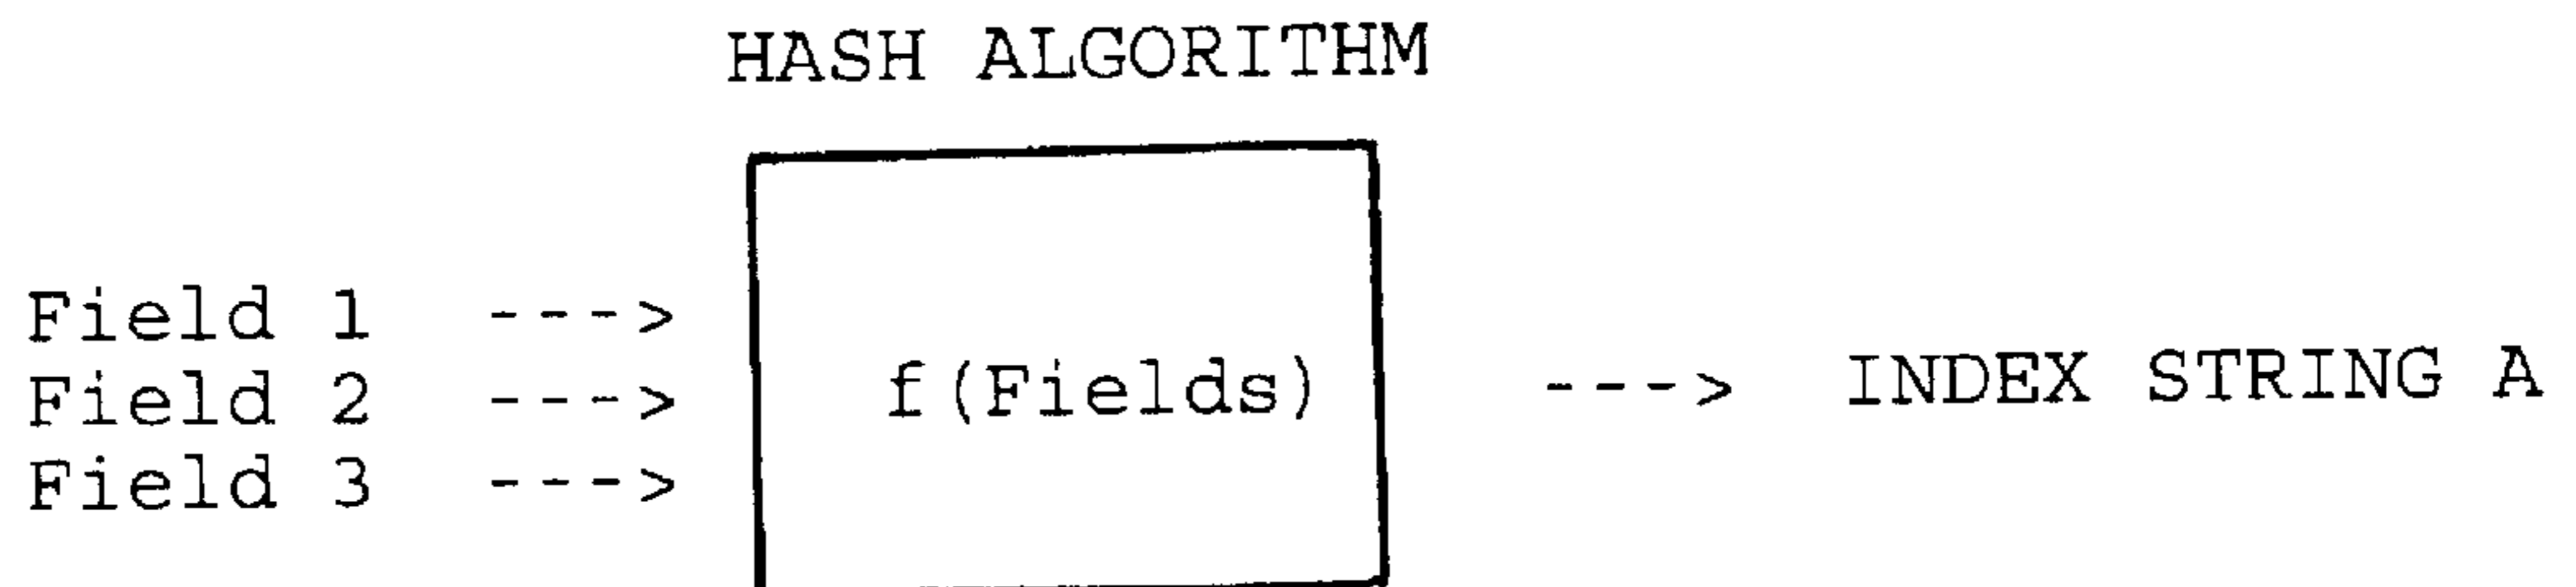 HASH ALGORITHM
Field 1 --->
Field 2 ---> f(Fields) ---> INDEX STRING A
Field 3 --->